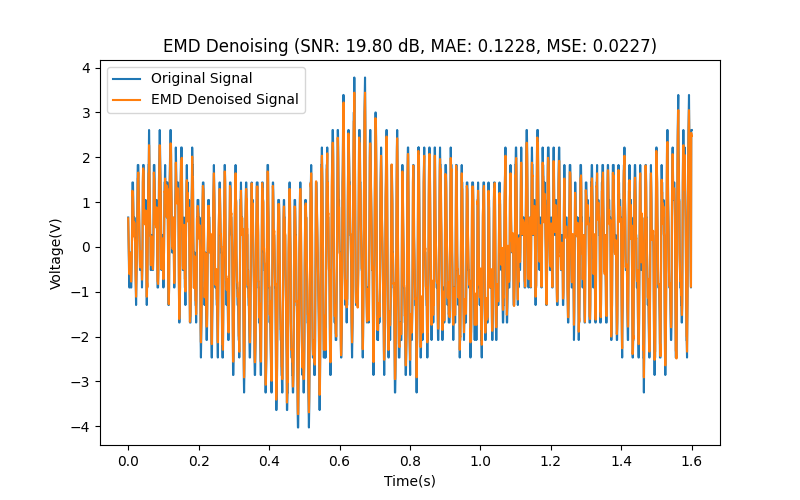 EMD Denoising (SNR: 19.80 dB, MAE: 0.1228, MSE: 0.0227)
Original Signal
EMD Denoised Signal
4
3
2
1
0
−1
−2
−3
−4
Voltage(V)
0.0 0.2 0.4 0.6 0.8 1.0 1.2 1.4 1.6
Time(s)